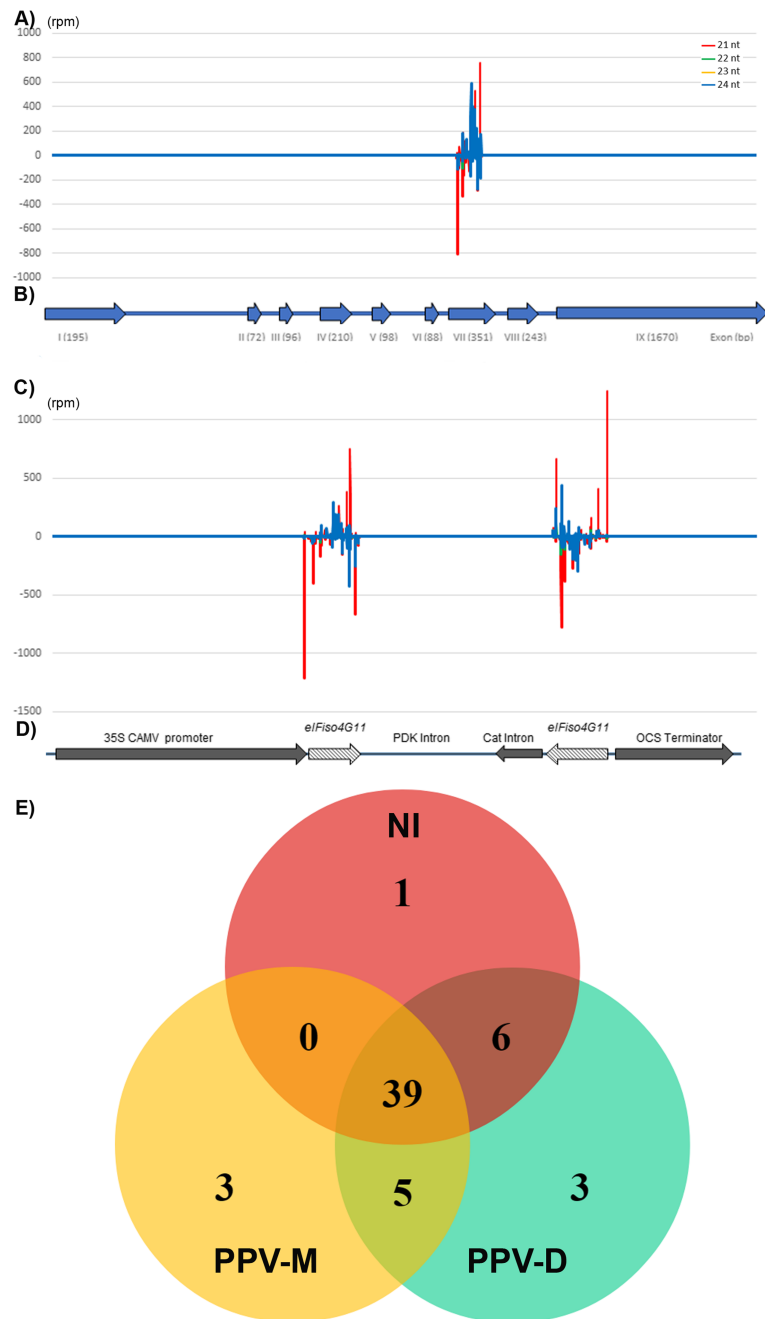 A) (rpm)
1000
800
600
400
200
0
-200
-400
-600
-800
-1000
21 nt
22 nt
23 nt
24 nt
B)
I (195) II (72) III (96) IV (210) V (98) VI (88) VII (351) VIII (243) IX (1670) Exon (bp)
C) (rpm)
1000
500
0
-500
-1000
-1500
D) 35S CAMV promoter eIFiso4G11 PDK Intron Cat Intron eIFiso4G11 OCS Terminator
E)
NI
1
0
6
39
3
5
3
PPV-M
PPV-D